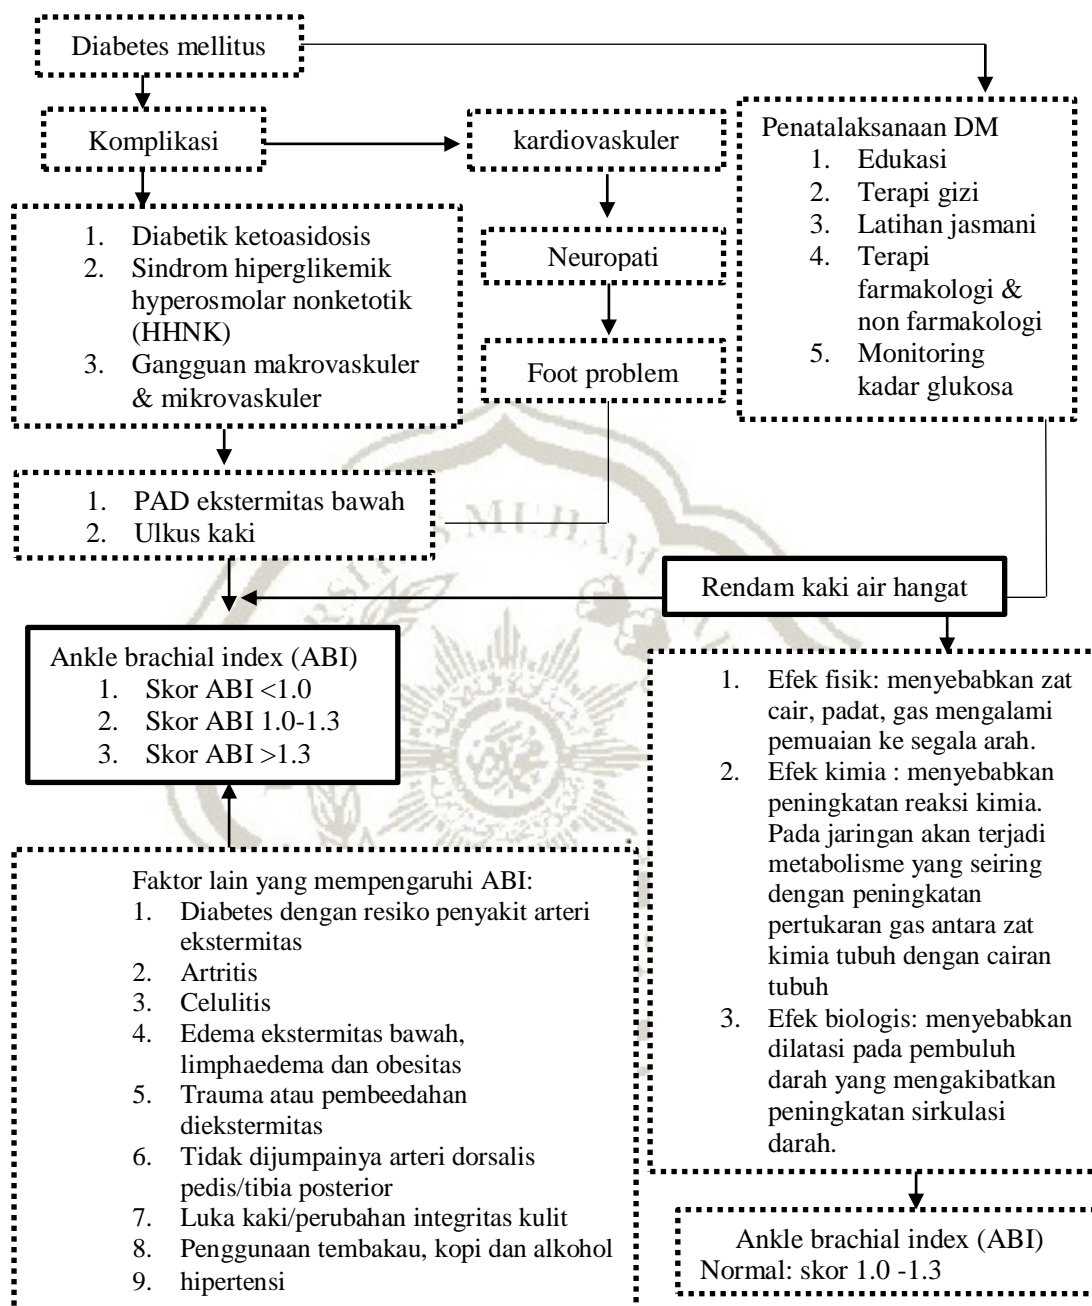 Diabetes mellitus
Komplikasi
kardiovaskuler
Penatalaksanaan DM
1. Edukasi
2. Terapi gizi
3. Latihan jasmani
4. Terapi
farmakologi &
non farmakologi
5. Monitoring
kadar glukosa
1. Diabetik ketoasidosis
2. Sindrom hiperglikemik
hyperosmolar nonketotik
(HHNK)
3. Gangguan makrovaskuler
& mikrovaskuler
Neuropati
Foot problem
1. PAD ekstermitas bawah
2. Ulkus kaki
Rendam kaki air hangat
Ankle brachial index (ABI)
1. Skor ABI <1.0
2. Skor ABI 1.0-1.3
3. Skor ABI >1.3
1. Efek fisik: menyebabkan zat
cair, padat, gas mengalami
pemuaian ke segala arah.
2. Efek kimia : menyebabkan
peningkatan reaksi kimia.
Pada jaringan akan terjadi
metabolisme yang seiring
dengan peningkatan
pertukaran gas antara zat
kimia tubuh dengan cairan
tubuh
3. Efek biologis: menyebabkan
dilatasi pada pembuluh
darah yang mengakibatkan
peningkatan sirkulasi
darah.
Faktor lain yang mempengaruhi ABI:
1. Diabetes dengan resiko penyakit arteri
ekstermitas
2. Artritis
3. Celulitis
4. Edema ekstermitas bawah,
limphaedema dan obesitas
5. Trauma atau pembeedahan
diekstermitas
6. Tidak dijumpainya arteri dorsalis
pedis/tibia posterior
7. Luka kaki/perubahan integritas kulit
8. Penggunaan tembakau, kopi dan alkohol
9. hipertensi
Ankle brachial index (ABI)
Normal: skor 1.0 -1.3